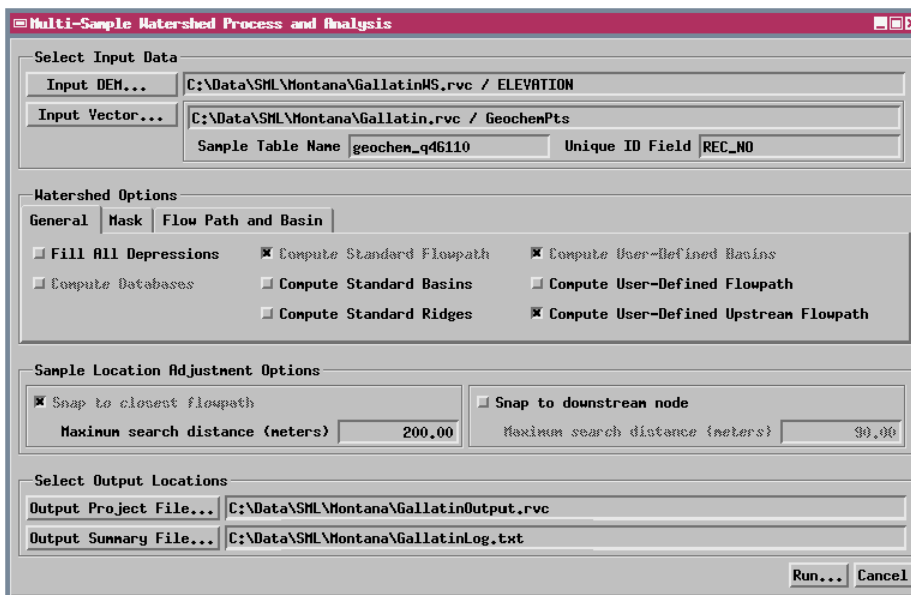 Multi-Sample Watershed Process and Analysis
Select Input Data
Input DEM... C:\Data\SML\Montana\GallatinWS.rvc / ELEVATION
Input Vector... C:\Data\SML\Montana\Gallatin.rvc / GeochemPts
Sample Table Name geochem_q46110 Unique ID Field REC_NO
Watershed Options
General Mask Flow Path and Basin
Fill All Depressions Compute Standard Flowpath Compute User-Defined Basins
Compute Databases Compute Standard Basins Compute User-Defined Flowpath
Compute Standard Ridges Compute User-Defined Upstream Flowpath
Sample Location Adjustment Options
Snap to closest flowpath Snap to downstream node
Maximum search distance (meters) 200.00 Maximum search distance (meters) 90.00
Select Output Locations
Output Project File... C:\Data\SML\Montana\GallatinOutput.rvc
Output Summary File... C:\Data\SML\Montana\GallatinLog.txt
Run... Cancel